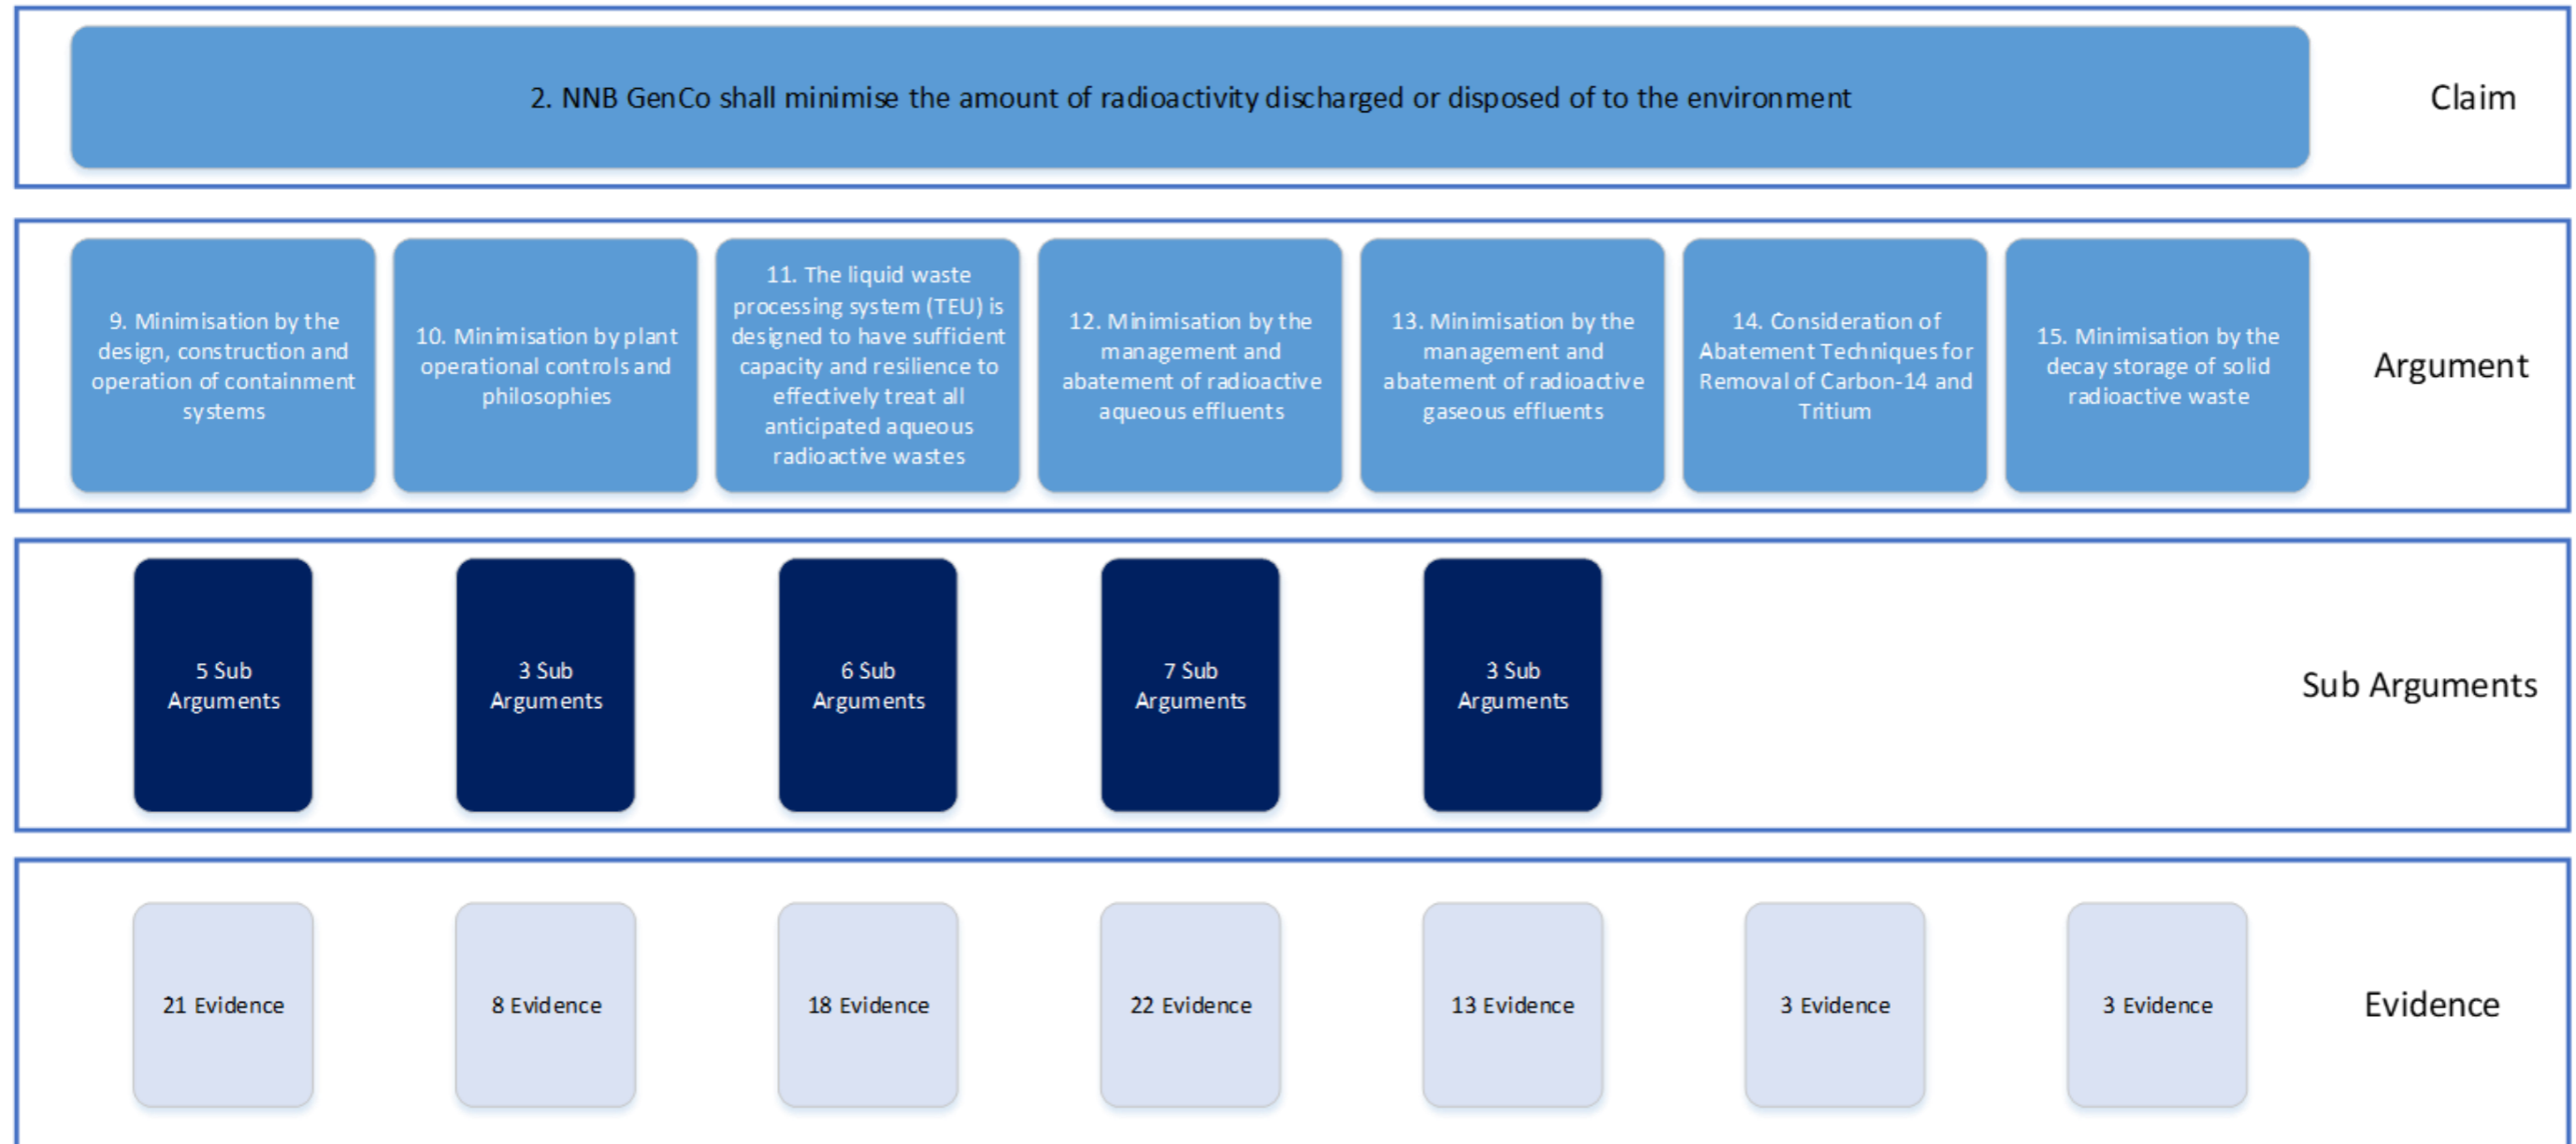 2. NNB GenCo shall minimise the amount of radioactivity discharged or disposed of to the environment
Claim
9. Minimisation by the
design, construction and
operation of containment
systems
10. Minimisation by plant
operational controls and
philosophies
11. The liquid waste
processing system (TEU) is
designed to have sufficient
capacity and resilience to
effectively treat all
anticipated aqueous
radioactive wastes
12. Minimisation by the
management and
abatement of radioactive
aqueous effluents
13. Minimisation by the
management and
abatement of radioactive
gaseous effluents
14. Consideration of
Abatement Techniques for
Removal of Carbon-14 and
Tritium
15. Minimisation by the
decay storage of solid
radioactive waste
Argument
5 Sub
Arguments
3 Sub
Arguments
6 Sub
Arguments
7 Sub
Arguments
3 Sub
Arguments
Sub Arguments
21 Evidence
8 Evidence
18 Evidence
22 Evidence
13 Evidence
3 Evidence
3 Evidence
Evidence